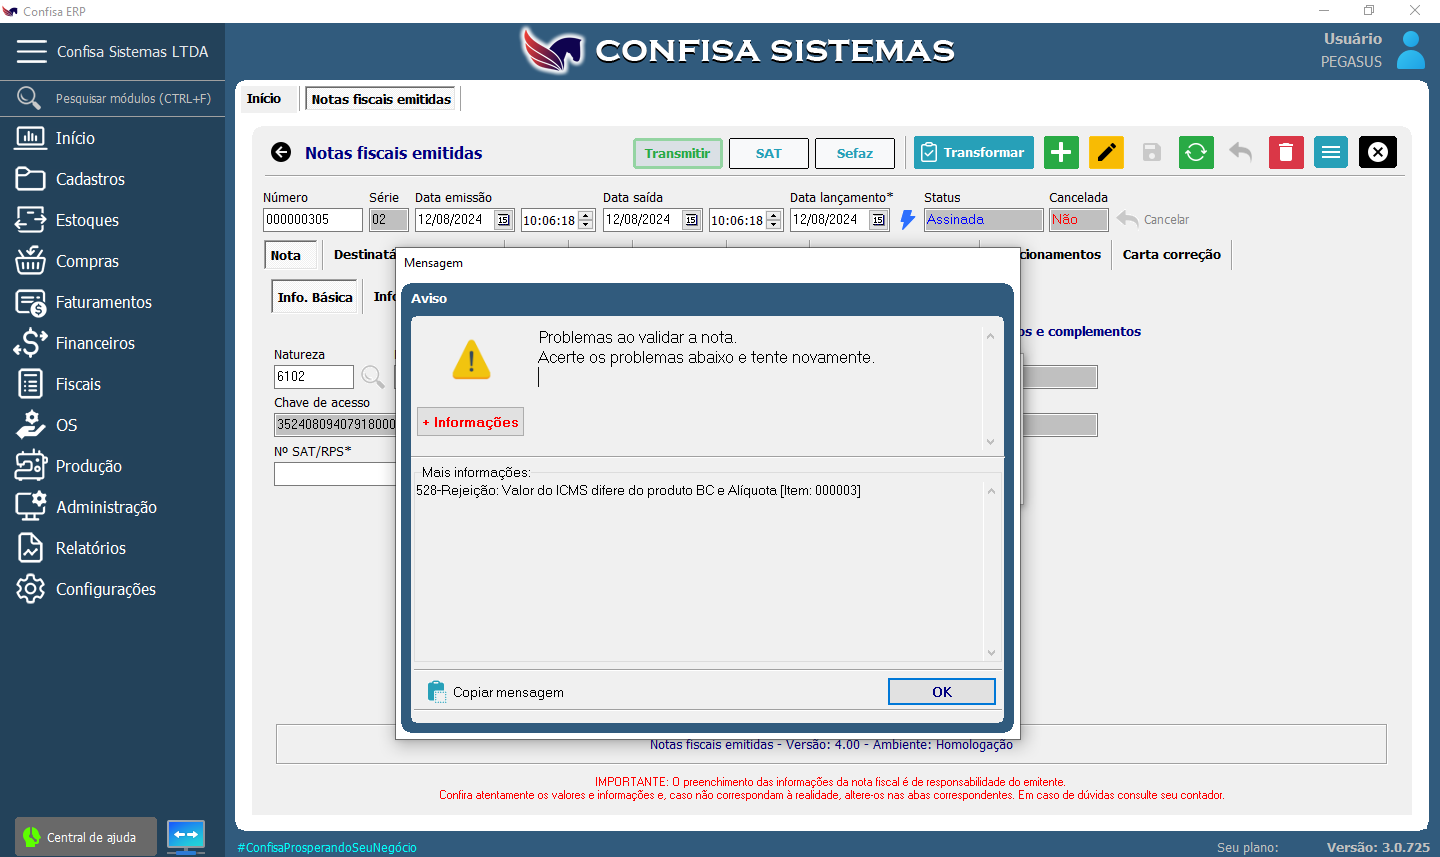 Confisa ERP
Confisa Sistemas LTDA
CONFISA SISTEMAS
Usuário
PEGASUS
Pesquisar módulos (CTRL+F)
Início
Cadastros
Estoques
Compras
Faturamentos
Financeiros
Fiscais
OS
Produção
Administração
Relatórios
Configurações
Central de ajuda
Início
Notas fiscais emitidas
Notas fiscais emitidas
Transmitir
SAT
Sefaz
Transformar
Número
Série
Data emissão
Data saída
Data lançamento*
Status
Cancelada
000000305
02
12/08/2024
15
10:06:18
12/08/2024
15
10:06:18
12/08/2024
15
Assinada
Não
Cancelar
Nota
Destinatá
cionamentos
Carta correção
Info. Básica
Info
s e complementos
Natureza
6102
Chave de acesso
35240809407918000
Nº SAT/RPS*
Mensagem
Aviso
Problemas ao validar a nota.
Acerte os problemas abaixo e tente novamente.
+ Informações
Mais informações:
528-Rejeição: Valor do ICMS difere do produto BC e Alíquota [Item: 000003]
Copiar mensagem
OK
Notas fiscais emitidas - Versão: 4.00 - Ambiente: Homologação
IMPORTANTE: O preenchimento das informações da nota fiscal é de responsabilidade do emitente.
Confira atentamente os valores e informações e, caso não correspondam à realidade, altere-os nas abas correspondentes. Em caso de dúvidas consulte seu contador.
#ConfisaProsperandoSeuNegócio
Seu plano:
Versão: 3.0.725